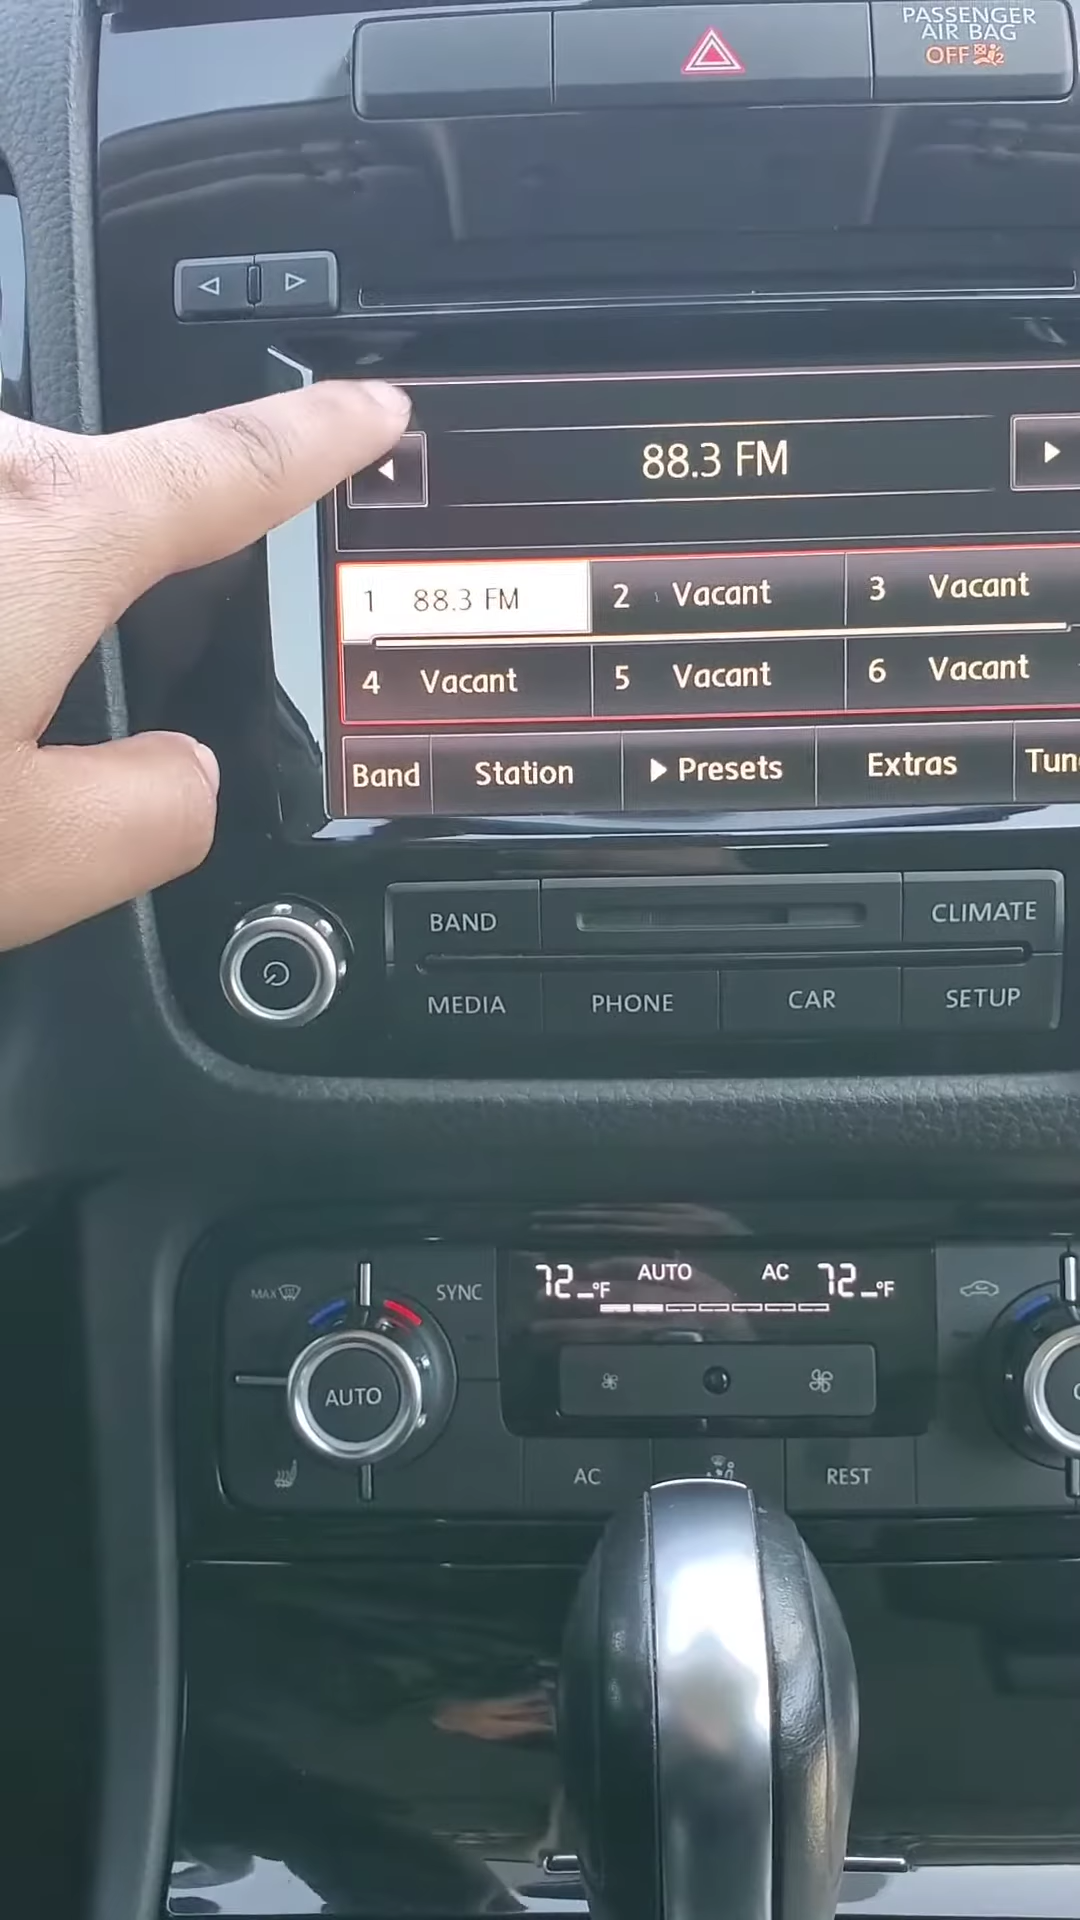 PASSENGER
AIR BAG
OFF
88.3 FM
1 88.3 FM 2 Vacant 3 Vacant
4 Vacant 5 Vacant 6 Vacant
Band Station Presets Extras Tun
BAND CLIMATE
MEDIA PHONE CAR SETUP
MAX SYNC 72 °F AUTO AC 72 °F
AUTO
AC REST